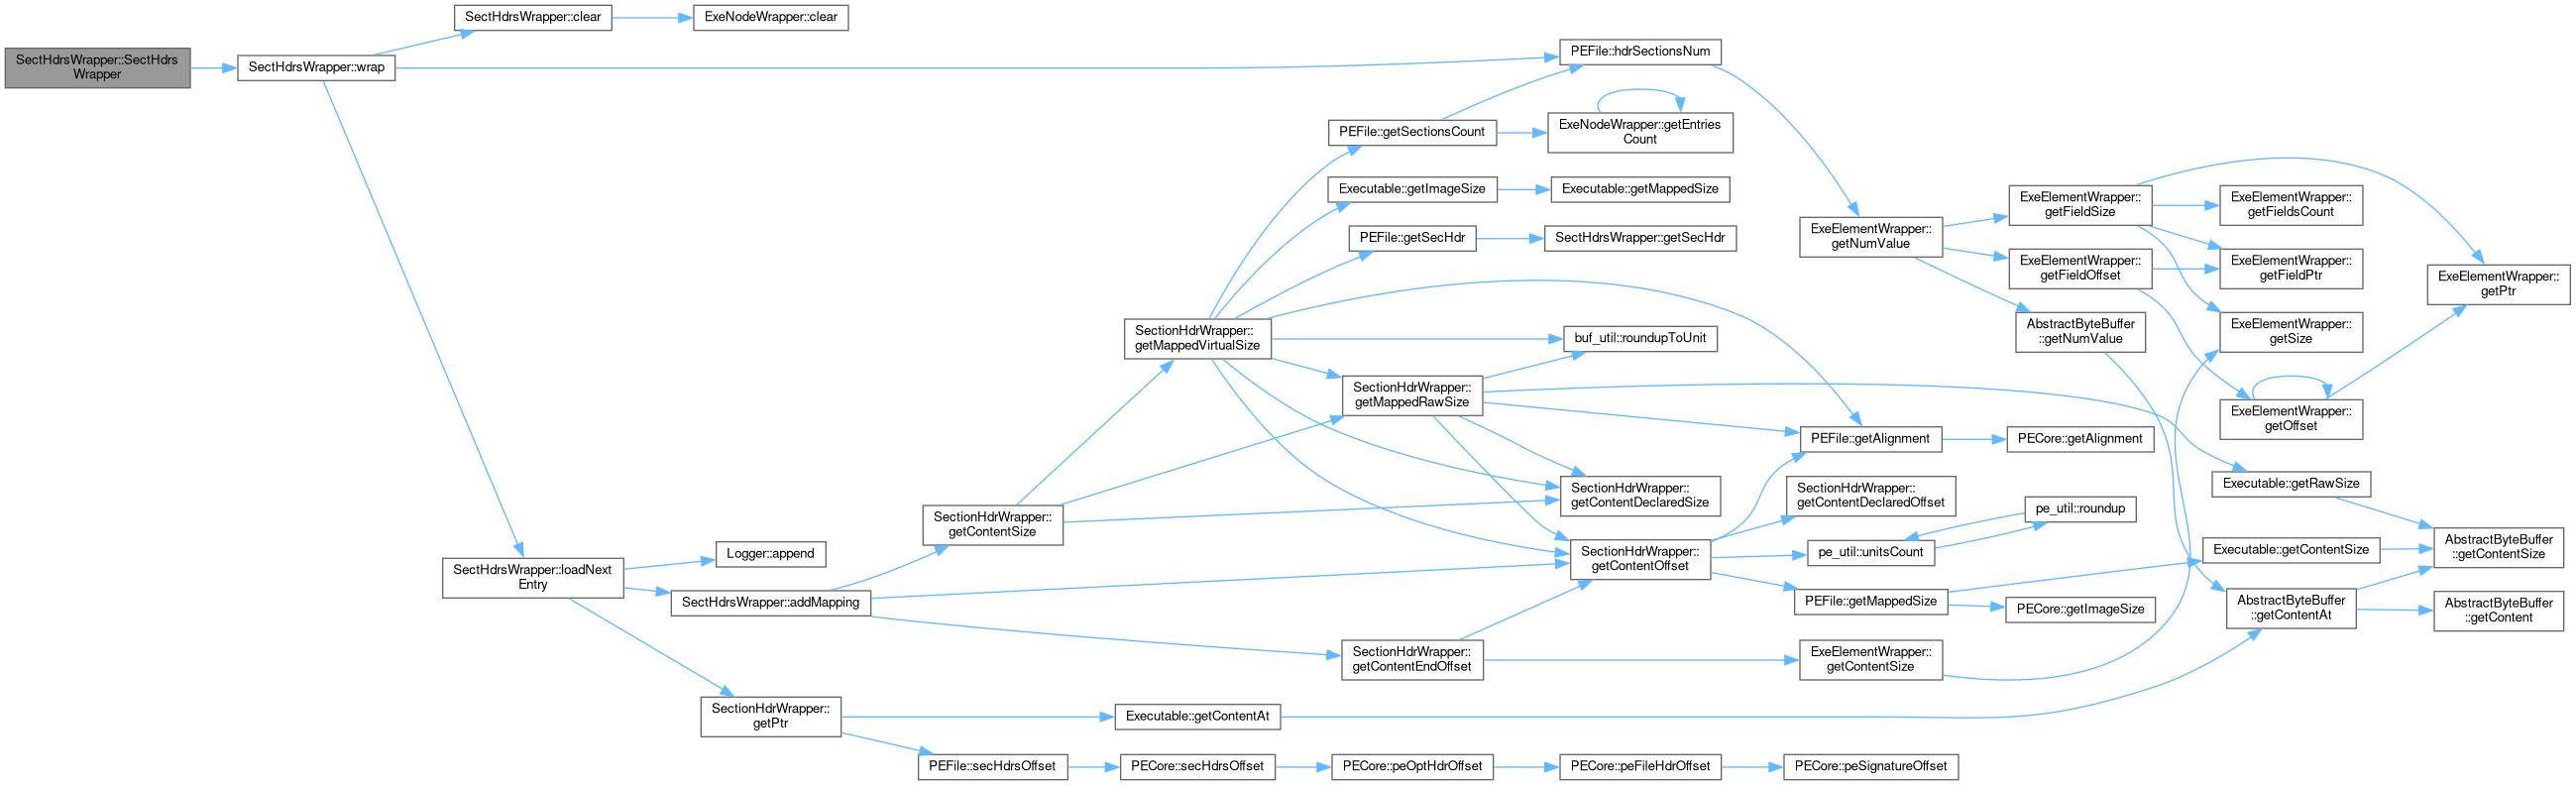 SectHdrsWrapper::SectHdrs
Wrapper
SectHdrsWrapper::wrap
SectHdrsWrapper::clear
ExeNodeWrapper::clear
PEFile::hdrSectionsNum
PEFile::getSectionsCount
ExeNodeWrapper::getEntries
Count
Executable::getImageSize
Executable::getMappedSize
PEFile::getSecHdr
SectHdrsWrapper::getSecHdr
SectionHdrWrapper::
getMappedVirtualSize
buf_util::roundupToUnit
SectionHdrWrapper::
getMappedRawSize
PEFile::getAlignment
PECore::getAlignment
SectionHdrWrapper::
getContentDeclaredSize
SectionHdrWrapper::
getContentDeclaredOffset
SectionHdrWrapper::
getContentSize
SectionHdrWrapper::
getContentOffset
pe_util::unitsCount
pe_util::roundup
PEFile::getMappedSize
PECore::getImageSize
SectHdrsWrapper::loadNext
Entry
Logger::append
SectHdrsWrapper::addMapping
SectionHdrWrapper::
getContentEndOffset
ExeElementWrapper::
getContentSize
SectionHdrWrapper::
getPtr
Executable::getContentAt
PEFile::secHdrsOffset
PECore::secHdrsOffset
PECore::peOptHdrOffset
PECore::peFileHdrOffset
PECore::peSignatureOffset
ExeElementWrapper::
getNumValue
ExeElementWrapper::
getFieldSize
ExeElementWrapper::
getFieldsCount
ExeElementWrapper::
getFieldOffset
ExeElementWrapper::
getFieldPtr
AbstractByteBuffer
::getNumValue
ExeElementWrapper::
getSize
ExeElementWrapper::
getOffset
ExeElementWrapper::
getPtr
Executable::getRawSize
Executable::getContentSize
AbstractByteBuffer
::getContentSize
AbstractByteBuffer
::getContentAt
AbstractByteBuffer
::getContent